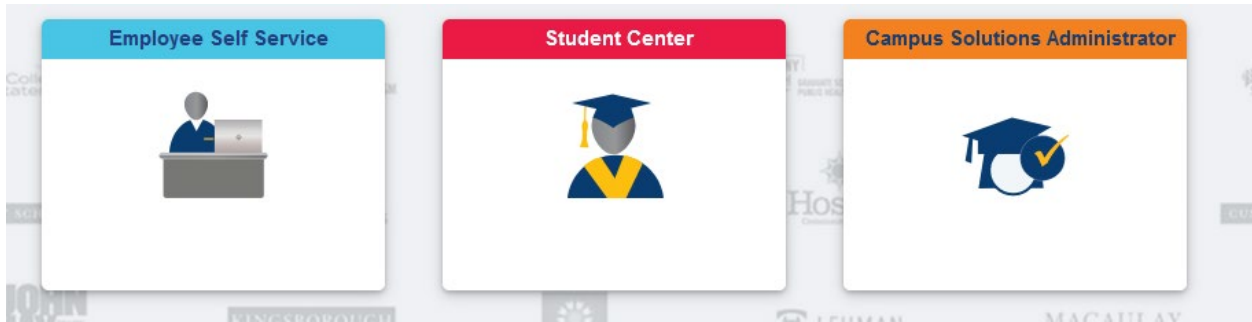 Employee Self Service
Student Center
Campus Solutions Administrator
KINGSBOROUGH
LEHMAN
MACAULAY